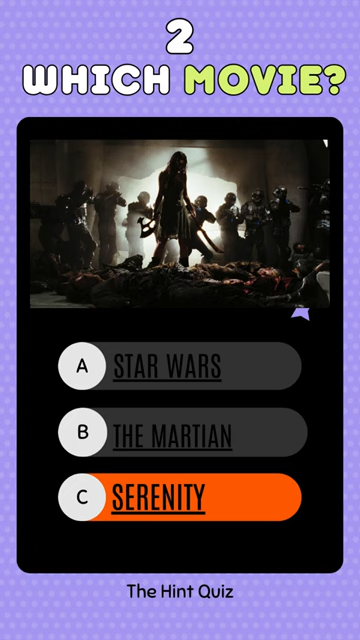 2
WHICH MOVIE?
A STAR WARS
B THE MARTIAN
C SERENITY
The Hint Quiz